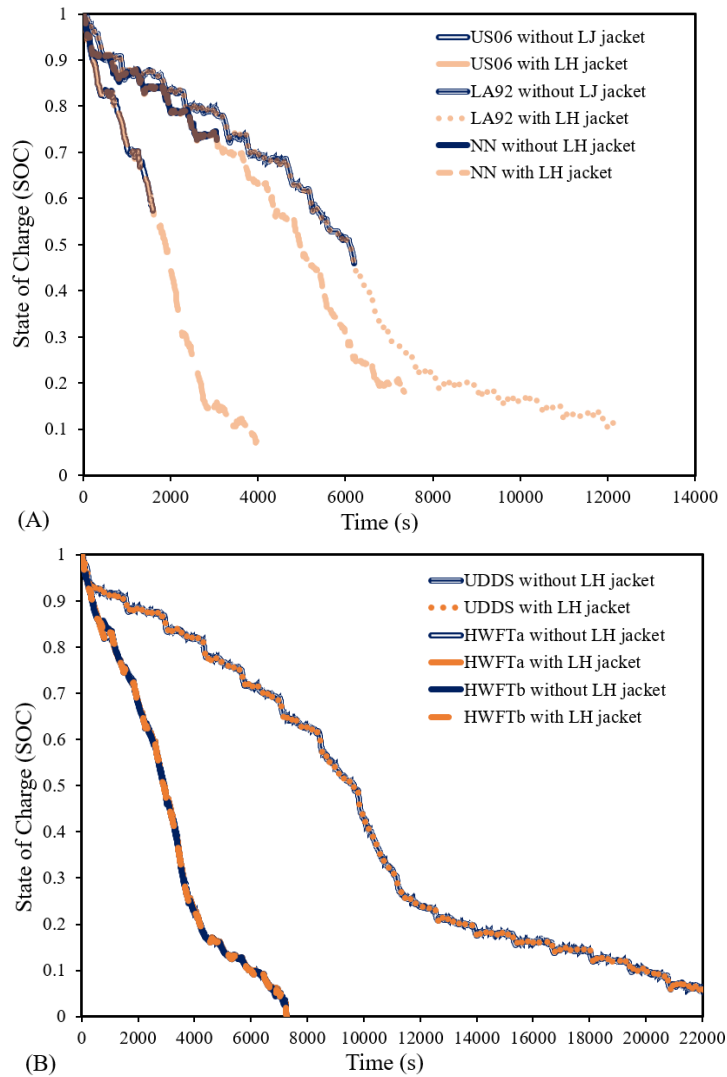 1
0.9
0.8
0.7
0.6
0.5
0.4
0.3
0.2
0.1
0
State of Charge (SOC)
US06 without LJ jacket
US06 with LH jacket
LA92 without LJ jacket
LA92 with LH jacket
NN without LH jacket
NN with LH jacket
0 2000 4000 6000 8000 10000 12000 14000
Time (s)
(A)
1
0.9
0.8
0.7
0.6
0.5
0.4
0.3
0.2
0.1
0
State of Charge (SOC)
UDDS without LH jacket
UDDS with LH jacket
HWFTa without LH jacket
HWFTa with LH jacket
HWFTb without LH jacket
HWFTb with LH jacket
0 2000 4000 6000 8000 10000 12000 14000 16000 18000 20000 22000
Time (s)
(B)